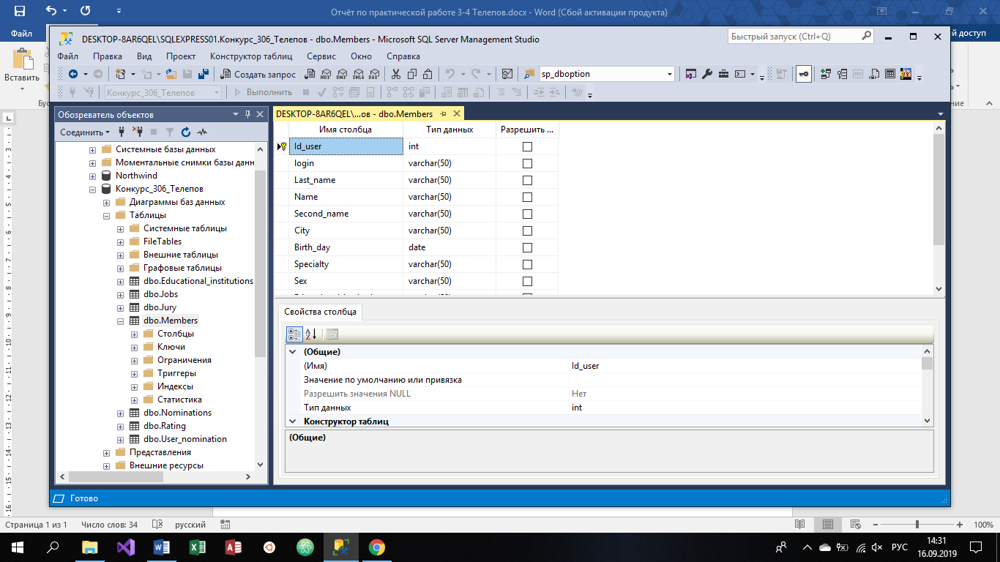 Отчёт по практической работе 3-4 Телепов.docx - Word (Сбой активации продукта)
Файл
й доступ
DESKTOP-8AR6QEL\SQLEXPRESS01.Конкурс_306_Телепов - dbo.Members - Microsoft SQL Server Management Studio
Быстрый запуск (Ctrl+Q)
Файл Правка Вид Проект Конструктор таблиц Сервис Окно Справка
Вставить
Создать запрос MDX DMX XMLA DAX sp_dboption
Конкурс_306_Телепов Выполнить
Обозреватель объектов
Соединить
Системные базы данных
Моментальные снимки базы данн
Northwind
Конкурс_306_Телепов
Диаграммы баз данных
Таблицы
Системные таблицы
FileTables
Внешние таблицы
Графовые таблицы
dbo.Educational_institutions
dbo.Jobs
dbo.Jury
dbo.Members
Столбцы
Ключи
Ограничения
Триггеры
Индексы
Статистика
dbo.Nominations
dbo.Rating
dbo.User_nomination
Представления
Внешние ресурсы
DESKTOP-8AR6QEL\...ов - dbo.Members
Имя столбца Тип данных Разрешить ...
Id_user int
login varchar(50)
Last_name varchar(50)
Name varchar(50)
Second_name varchar(50)
City varchar(50)
Birth_day date
Specialty varchar(50)
Sex varchar(50)
Свойства столбца
(Общие)
(Имя) Id_user
Значение по умолчанию или привязка
Разрешить значения NULL Нет
Тип данных int
Конструктор таблиц
(Общие)
Готово
Страница 1 из 1 Число слов: 34 русский 100%
РУС
14:31
16.09.2019